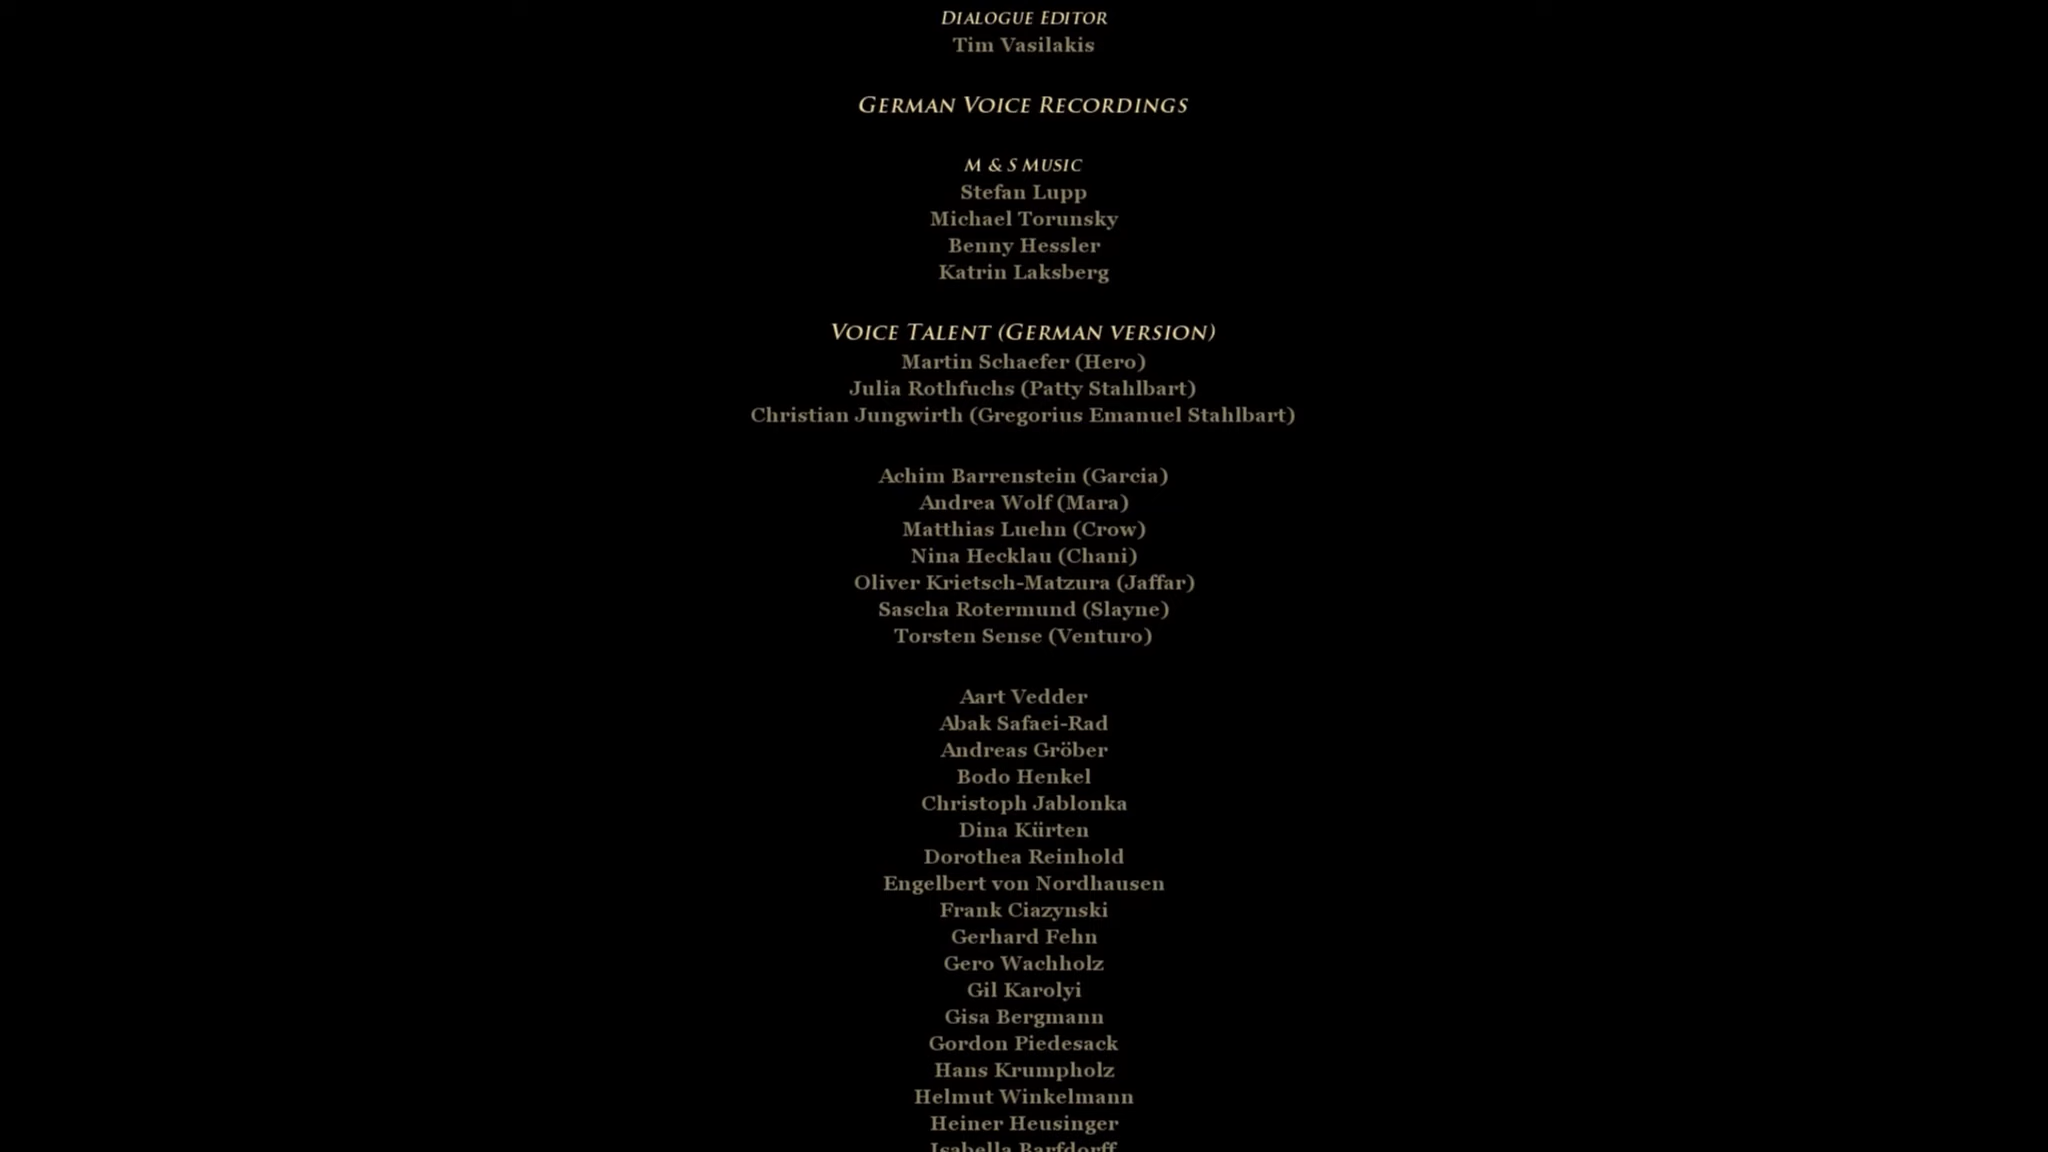 DIALOGUE EDITOR
Tim Vasilakis
GERMAN VOICE RECORDINGS
M & S MUSIC
Stefan Lupp
Michael Torunsky
Benny Hessler
Katrin Laksberg
VOICE TALENT (GERMAN VERSION)
Martin Schaefer (Hero)
Julia Rothfuchs (Patty Stahlbart)
Christian Jungwirth (Gregorius Emanuel Stahlbart)
Achim Barrenstein (Garcia)
Andrea Wolf (Mara)
Matthias Luehn (Crow)
Nina Hecklau (Chani)
Oliver Krietsch-Matzura (Jaffar)
Sascha Rotermund (Slayne)
Torsten Sense (Venturo)
Aart Vedder
Abak Safaei-Rad
Andreas Gröber
Bodo Henkel
Christoph Jablonka
Dina Kürten
Dorothea Reinhold
Engelbert von Nordhausen
Frank Ciazynski
Gerhard Fehn
Gero Wachholz
Gil Karolyi
Gisa Bergmann
Gordon Piedesack
Hans Krumpholz
Helmut Winkelmann
Heiner Heusinger
Isabella Barfdorff